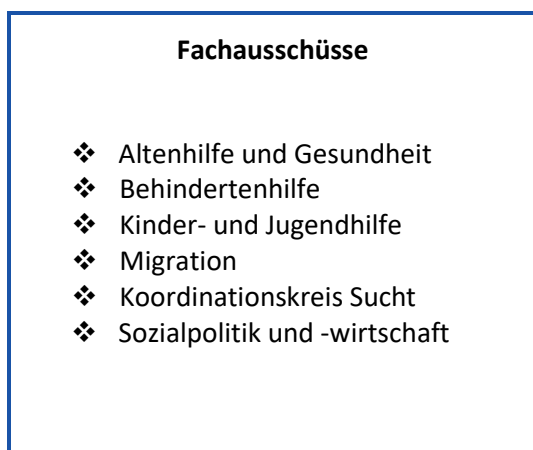 Fachausschüsse
❖ Altenhilfe und Gesundheit
❖ Behindertenhilfe
❖ Kinder- und Jugendhilfe
❖ Migration
❖ Koordinationskreis Sucht
❖ Sozialpolitik und -wirtschaft